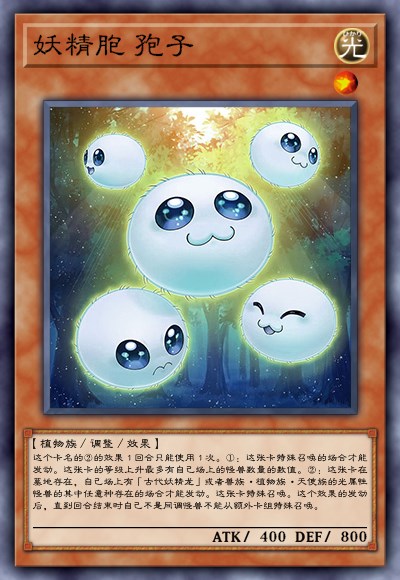 妖精胞 孢子
ひかり
光
【植物族／调整／效果】
这个卡名的②的效果１回合只能使用１次。①：这张卡特殊召唤的场合才能
发动。这张卡的等级上升最多有自己场上的怪兽数量的数值。②：这张卡在
墓地存在，自己场上有「古代妖精龙」或者兽族·植物族·天使族的光属性
怪兽的其中任意种存在的场合才能发动。这张卡特殊召唤。这个效果的发动
后，直到回合结束时自己不是同调怪兽不能从额外卡组特殊召唤。
ATK/ 400 DEF/ 800